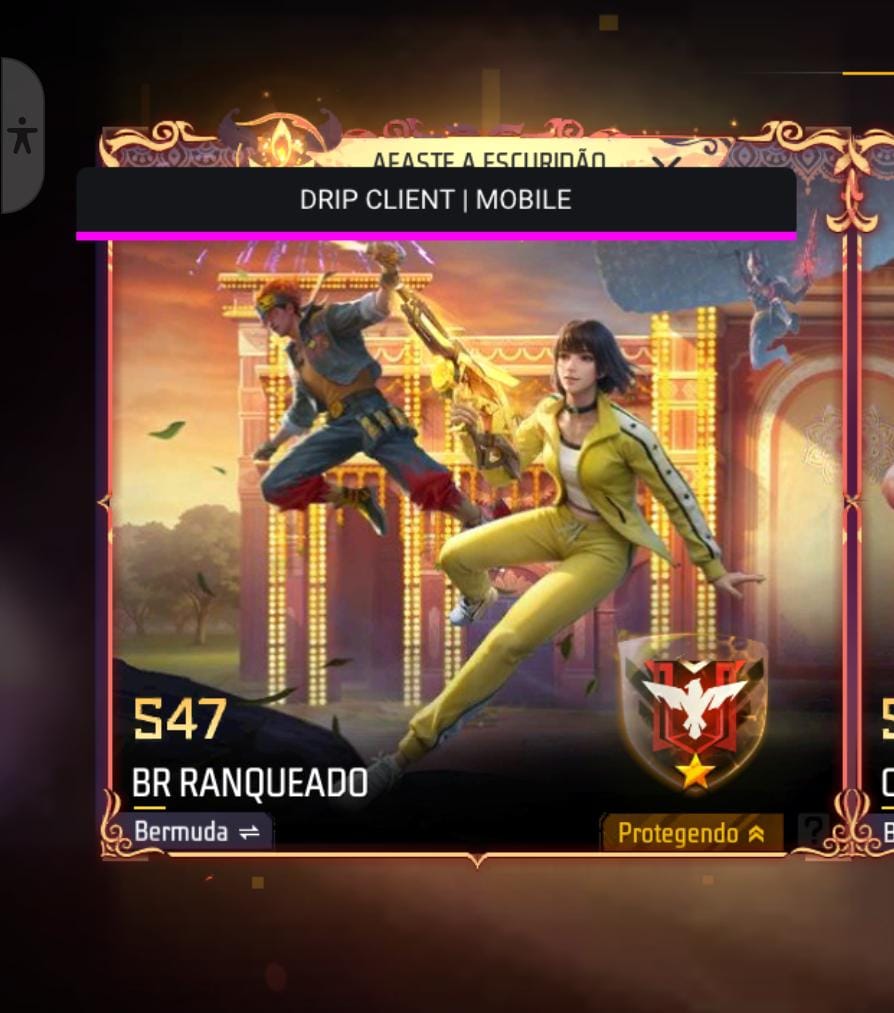 AFASTE A ESCURIDÃO
DRIP CLIENT | MOBILE
S47
BR RANQUEADO
Bermuda
Protegendo
?